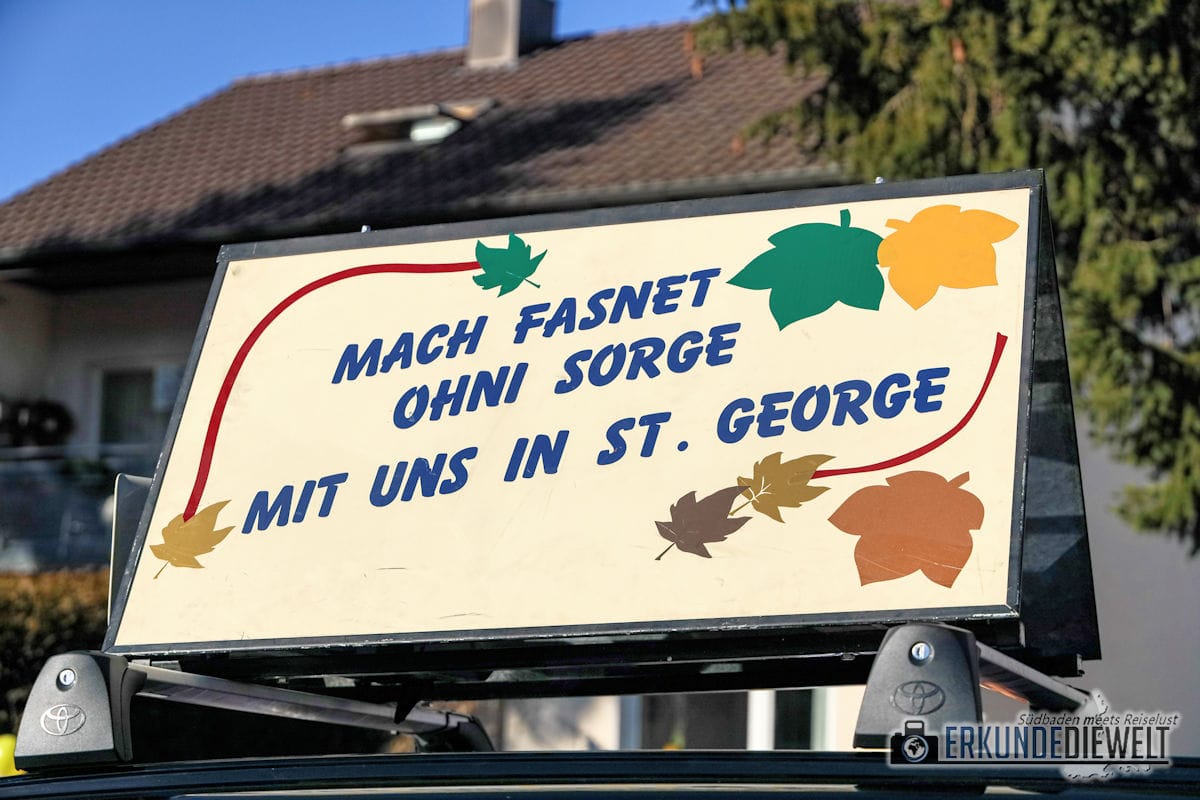 MACH FASNET
OHNI SORGE
MIT UNS IN ST. GEORGE
Südbaden meets Reiselust
ERKUNDEDIEWELT